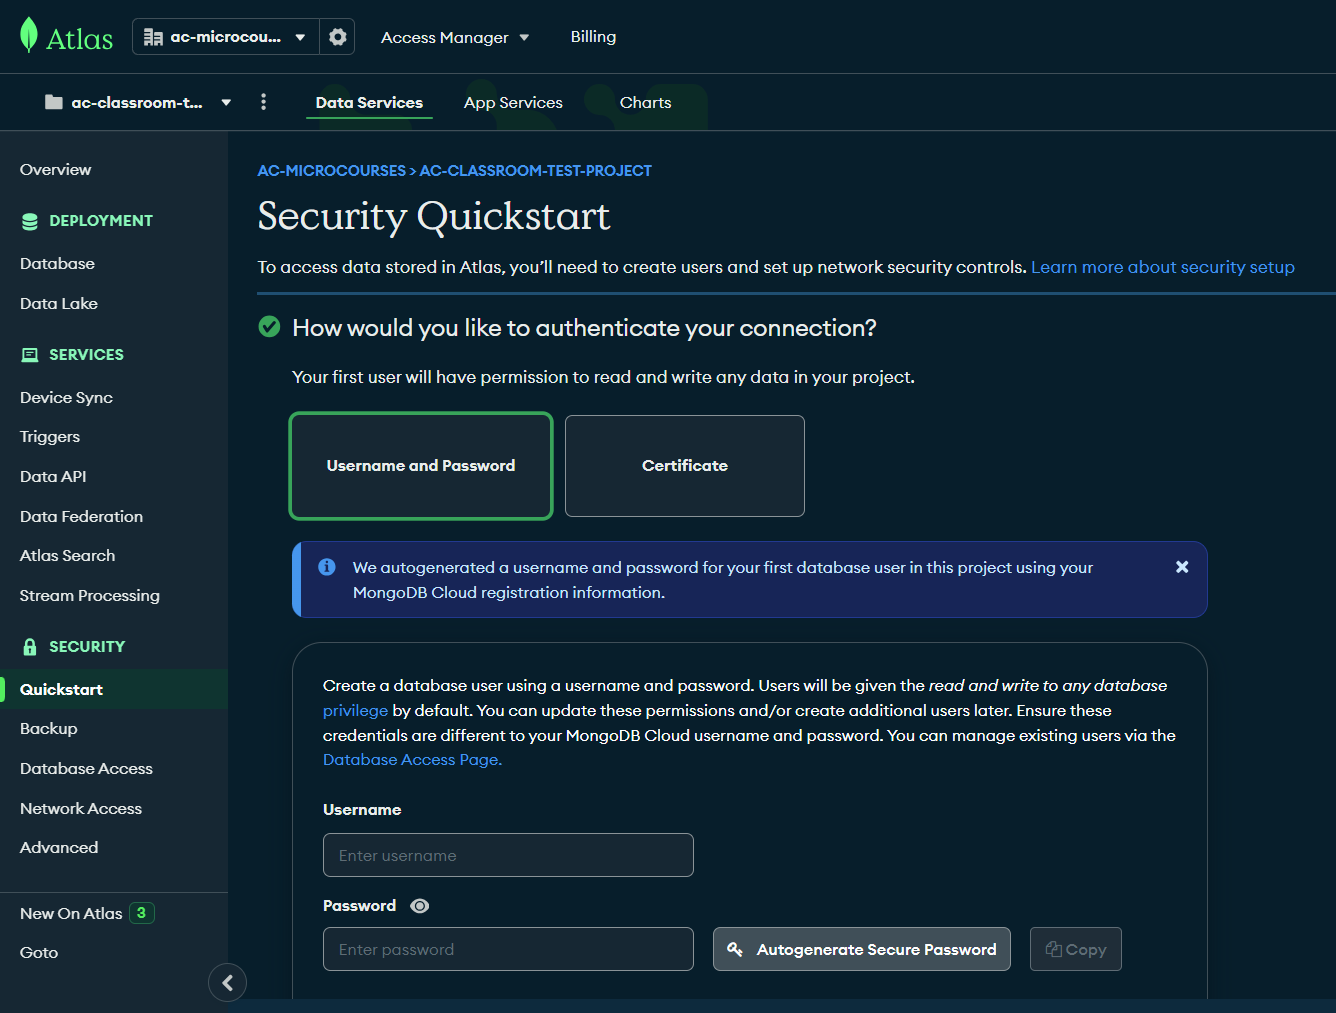 Atlas
ac-microcou...
Access Manager
Billing
ac-classroom-t...
Data Services
App Services
Charts
Overview
DEPLOYMENT
Database
Data Lake
SERVICES
Device Sync
Triggers
Data API
Data Federation
Atlas Search
Stream Processing
SECURITY
Quickstart
Backup
Database Access
Network Access
Advanced
New On Atlas 3
Goto
AC-MICROCOURSES > AC-CLASSROOM-TEST-PROJECT
Security Quickstart
To access data stored in Atlas, you’ll need to create users and set up network security controls. Learn more about security setup
How would you like to authenticate your connection?
Your first user will have permission to read and write any data in your project.
Username and Password
Certificate
We autogenerated a username and password for your first database user in this project using your
MongoDB Cloud registration information.
Create a database user using a username and password. Users will be given the read and write to any database
privilege by default. You can update these permissions and/or create additional users later. Ensure these
credentials are different to your MongoDB Cloud username and password. You can manage existing users via the
Database Access Page.
Username
Enter username
Password
Enter password
Autogenerate Secure Password
Copy